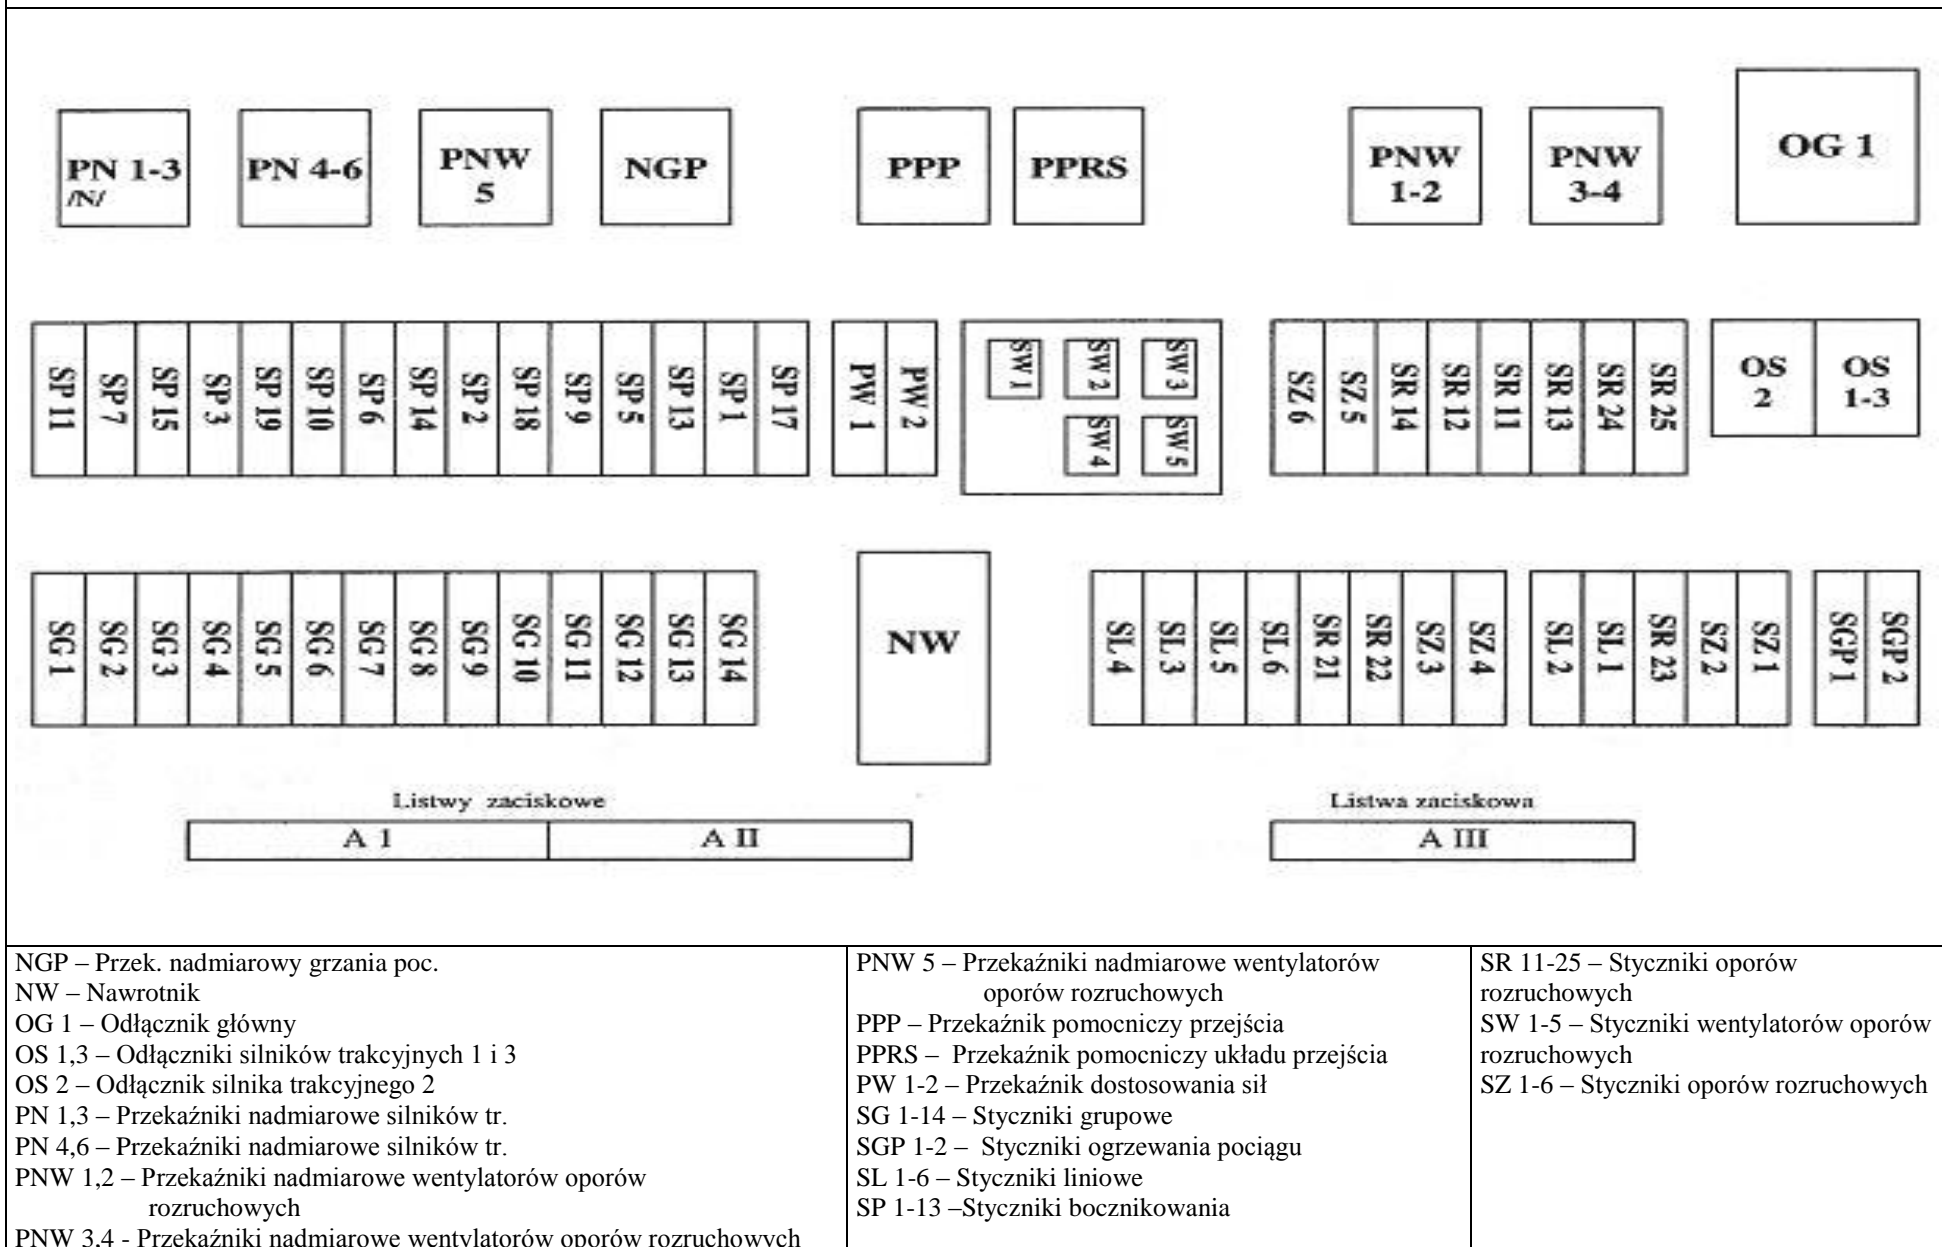 PN 1-3
/N/
PN 4-6
PNW
5
NGP
PPP
PPRS
PNW
1-2
PNW
3-4
OG 1
SP 11
SP 7
SP 15
SP 3
SP 19
SP 10
SP 6
SP 14
SP 2
SP 18
SP 9
SP 5
SP 13
SP 1
SP 17
PW 1
PW 2
SW 1
SW 2
SW 3
SW 4
SW 5
SZ 6
SZ 5
SR 14
SR 12
SR 11
SR 13
SR 24
SR 25
OS
2
OS
1-3
SG 1
SG 2
SG 3
SG 4
SG 5
SG 6
SG 7
SG 8
SG 9
SG 10
SG 11
SG 12
SG 13
SG 14
NW
SL 4
SL 3
SL 5
SL 6
SR 21
SR 22
SZ 3
SZ 4
SL 2
SL 1
SR 23
SZ 2
SZ 1
SGP 1
SGP 2
Listwy zaciskowe
A I
A II
Listwa zaciskowa
A III
NGP – Przek. nadmiarowy grzania poc.
NW – Nawrotnik
OG 1 – Odłącznik główny
OS 1,3 – Odłączniki silników trakcyjnych 1 i 3
OS 2 – Odłącznik silnika trakcyjnego 2
PN 1,3 – Przekaźniki nadmiarowe silników tr.
PN 4,6 – Przekaźniki nadmiarowe silników tr.
PNW 1,2 – Przekaźniki nadmiarowe wentylatorów oporów
rozruchowych
PNW 3,4 - Przekaźniki nadmiarowe wentylatorów oporów rozruchowych
PNW 5 – Przekaźniki nadmiarowe wentylatorów
oporów rozruchowych
PPP – Przekaźnik pomocniczy przejścia
PPRS – Przekaźnik pomocniczy układu przejścia
PW 1-2 – Przekaźnik dostosowania sił
SG 1-14 – Styczniki grupowe
SGP 1-2 – Styczniki ogrzewania pociągu
SL 1-6 – Styczniki liniowe
SP 1-13 –Styczniki bocznikowania
SR 11-25 – Styczniki oporów
rozruchowych
SW 1-5 – Styczniki wentylatorów oporów
rozruchowych
SZ 1-6 – Styczniki oporów rozruchowych